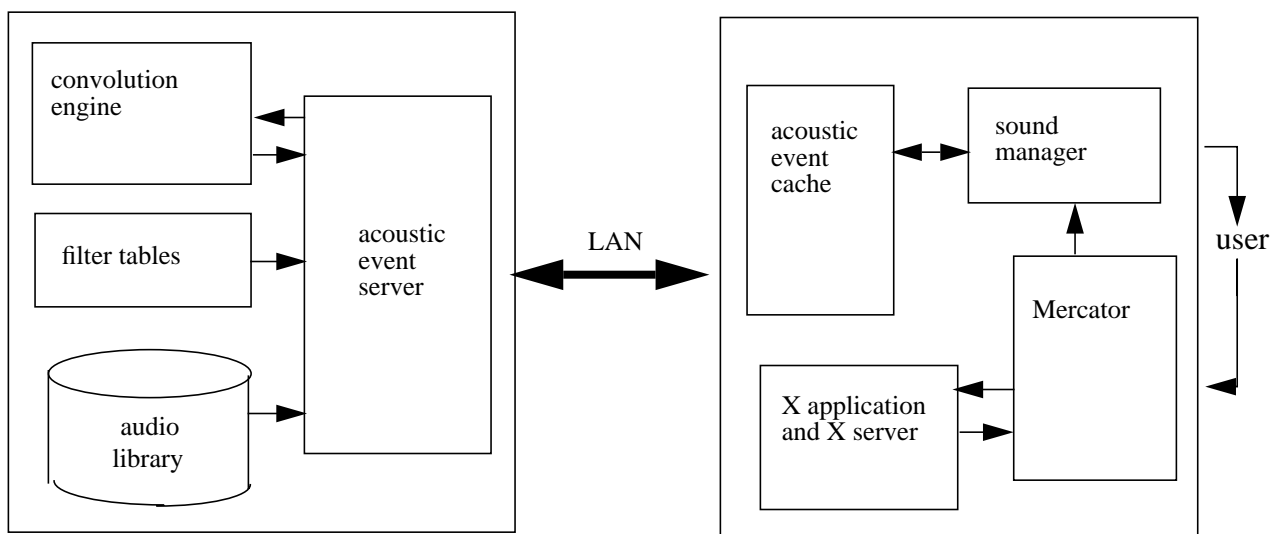 convolution
engine
filter tables
audio
library
acoustic
event
server
LAN
acoustic
event
cache
sound
manager
Mercator
X application
and X server
user